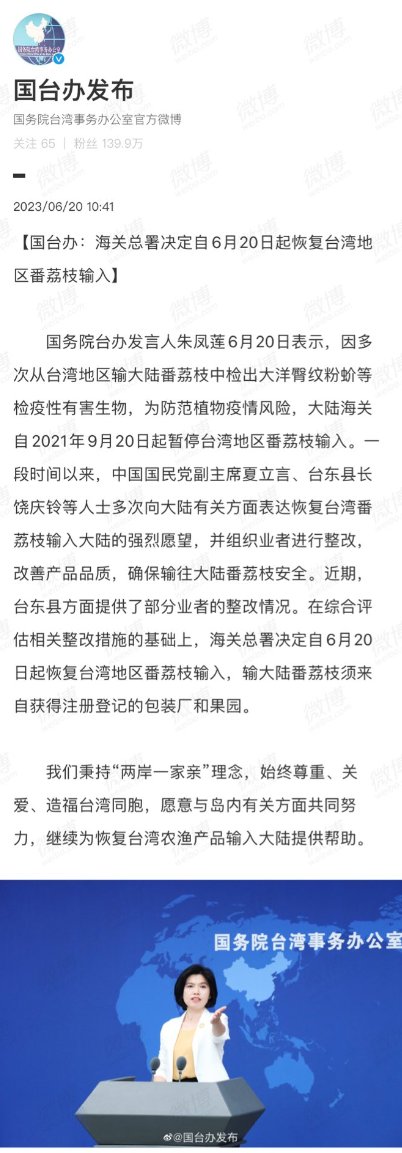 国台办发布
国务院台湾事务办公室官方微博
关注 65 | 粉丝 139.9万
2023/06/20 10:41
【国台办：海关总署决定自6月20日起恢复台湾地
区番荔枝输入】
国务院台办发言人朱凤莲6月20日表示，因多
次从台湾地区输大陆番荔枝中检出大洋臀纹粉蚧等
检疫性有害生物，为防范植物疫情风险，大陆海关
自2021年9月20日起暂停台湾地区番荔枝输入。一
段时间以来，中国国民党副主席夏立言、台东县长
饶庆铃等人士多次向大陆有关方面表达恢复台湾番
荔枝输入大陆的强烈愿望，并组织业者进行整改，
改善产品品质，确保输往大陆番荔枝安全。近期，
台东县方面提供了部分业者的整改情况。在综合评
估相关整改措施的基础上，海关总署决定自6月20
日起恢复台湾地区番荔枝输入，输大陆番荔枝须来
自获得注册登记的包装厂和果园。
我们秉持“两岸一家亲”理念，始终尊重、关
爱、造福台湾同胞，愿意与岛内有关方面共同努
力，继续为恢复台湾农渔产品输入大陆提供帮助。
国务院台湾事务办公室
@国台办发布